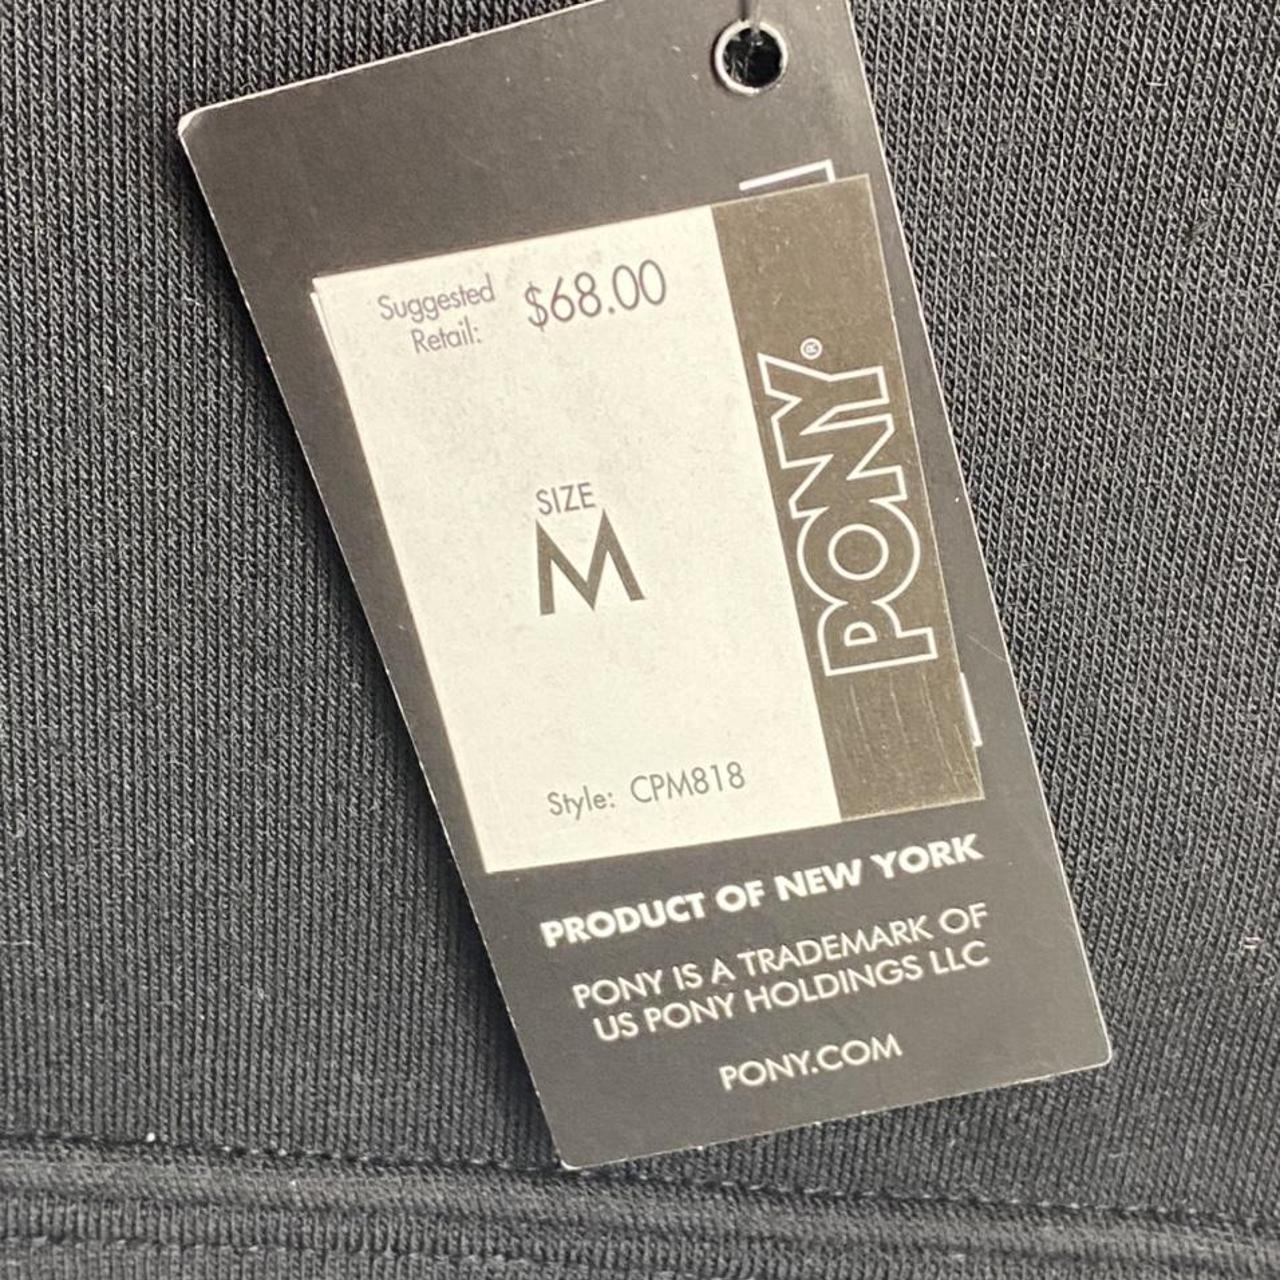 Suggested
Retail:
$68.00
SIZE
M
Style: CPM818
PONY®
PRODUCT OF NEW YORK
PONY IS A TRADEMARK OF
US PONY HOLDINGS LLC
PONY.COM